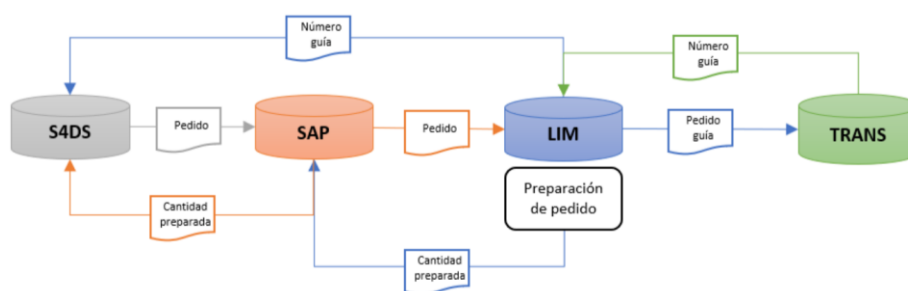 Número
guía
Número
guía
S4DS
Pedido
SAP
Pedido
LIM
Pedido
guía
TRANS
Preparación
de pedido
Cantidad
preparada
Cantidad
preparada